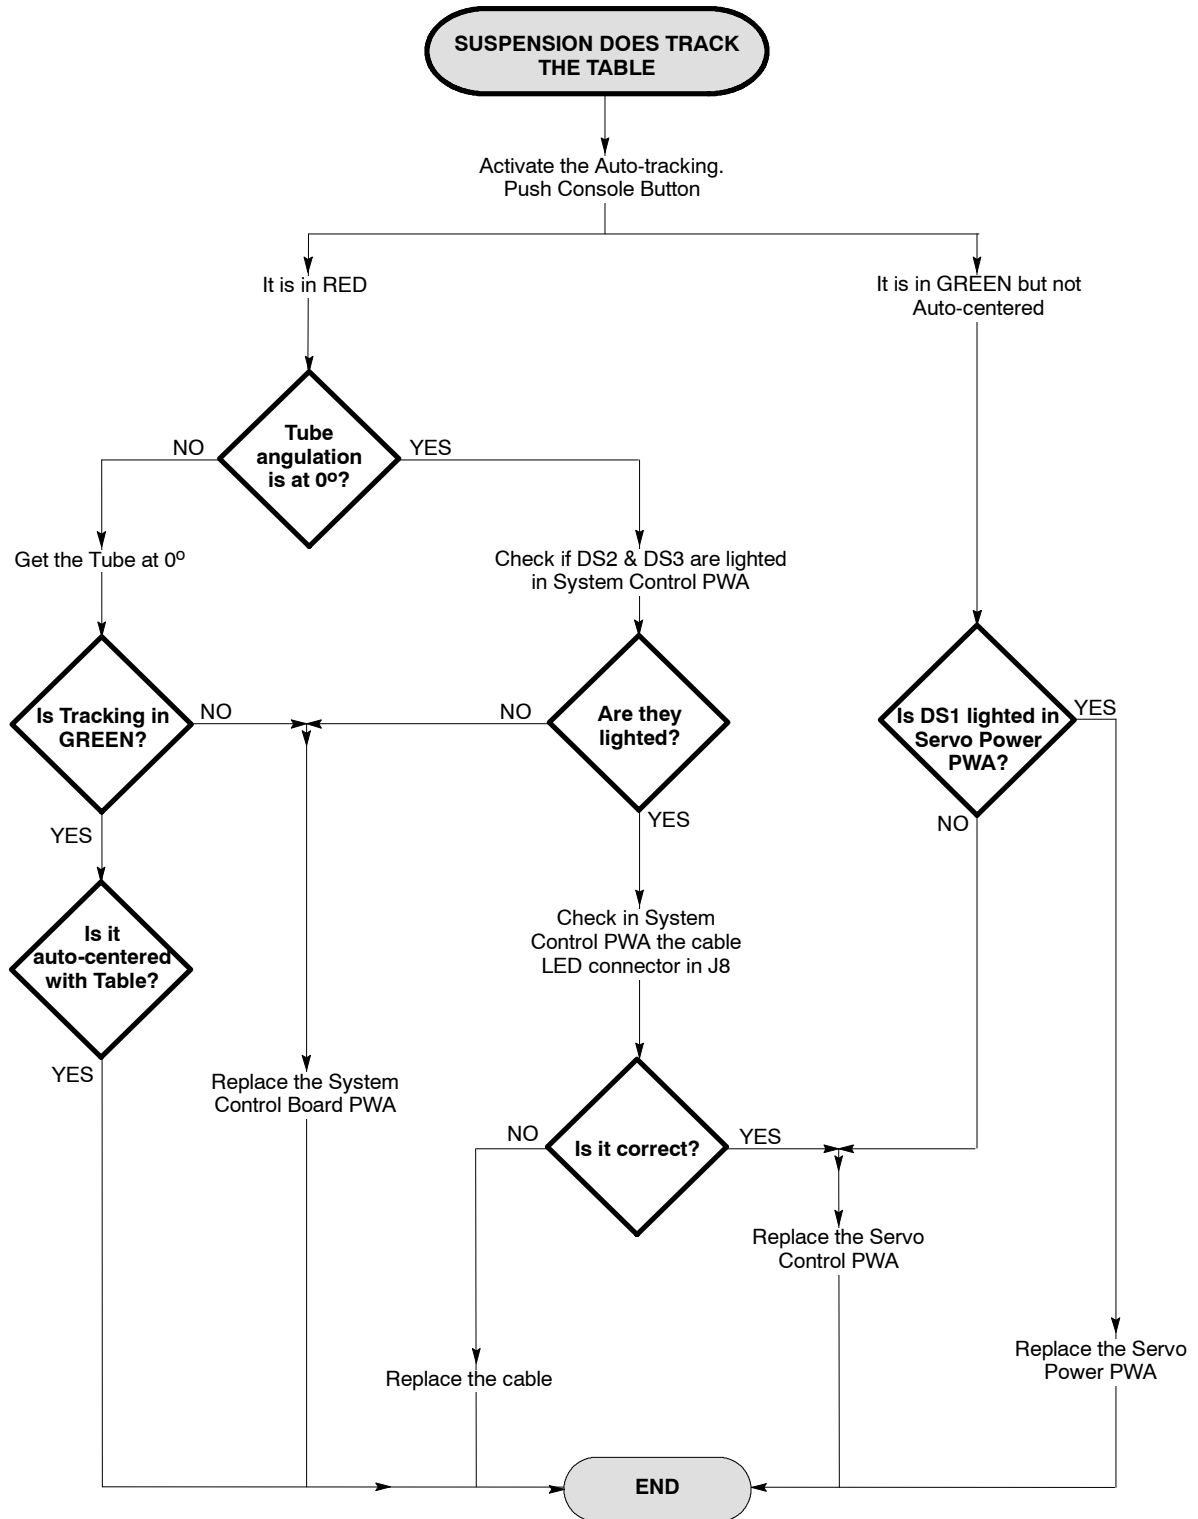 SUSPENSION DOES TRACK
THE TABLE
Activate the Auto-tracking.
Push Console Button
It is in RED
It is in GREEN but not
Auto-centered
Tube
angulation
is at 0º?
NO
YES
Get the Tube at 0º
Check if DS2 & DS3 are lighted
in System Control PWA
Is Tracking in
GREEN?
NO
YES
Are they
lighted?
NO
YES
Is DS1 lighted in
Servo Power
PWA?
YES
NO
Is it
auto-centered
with Table?
YES
Check in System
Control PWA the cable
LED connector in J8
Replace the System
Control Board PWA
Is it correct?
NO
YES
Replace the Servo
Control PWA
Replace the cable
Replace the Servo
Power PWA
END